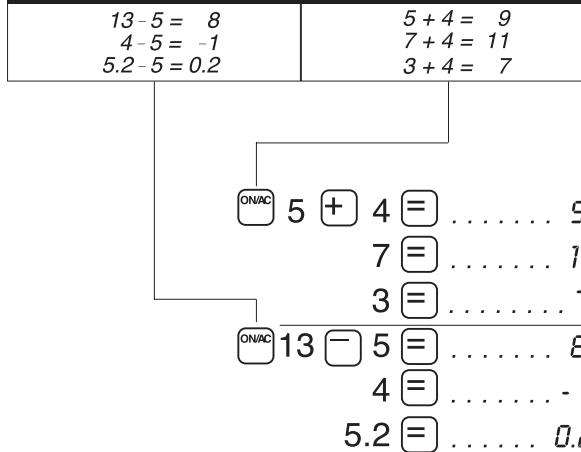 13 - 5 = 8
4 - 5 = -1
5.2 - 5 = 0.2
5 + 4 = 9
7 + 4 = 11
3 + 4 = 7
ON/AC 5 + 4 = .......
7 = .......
3 = ........
ON/AC 13 - 5 = .......
4 = ....... -
5.2 = ...... 0.